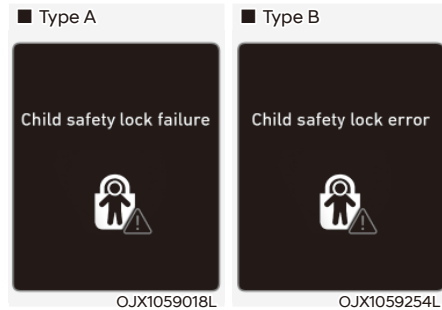 ■ Type A
Child safety lock failure
OJX1059018L
■ Type B
Child safety lock error
OJX1059254L